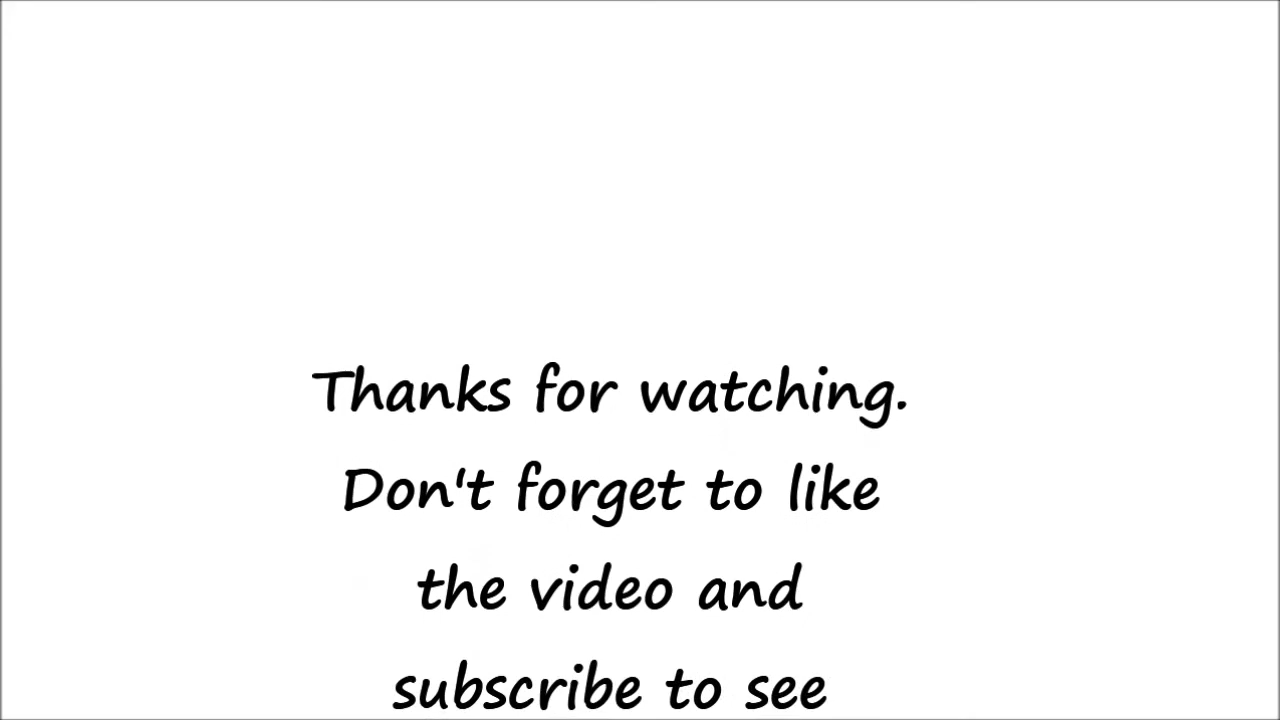 Thanks for watching.
Don't forget to like
the video and
subscribe to see